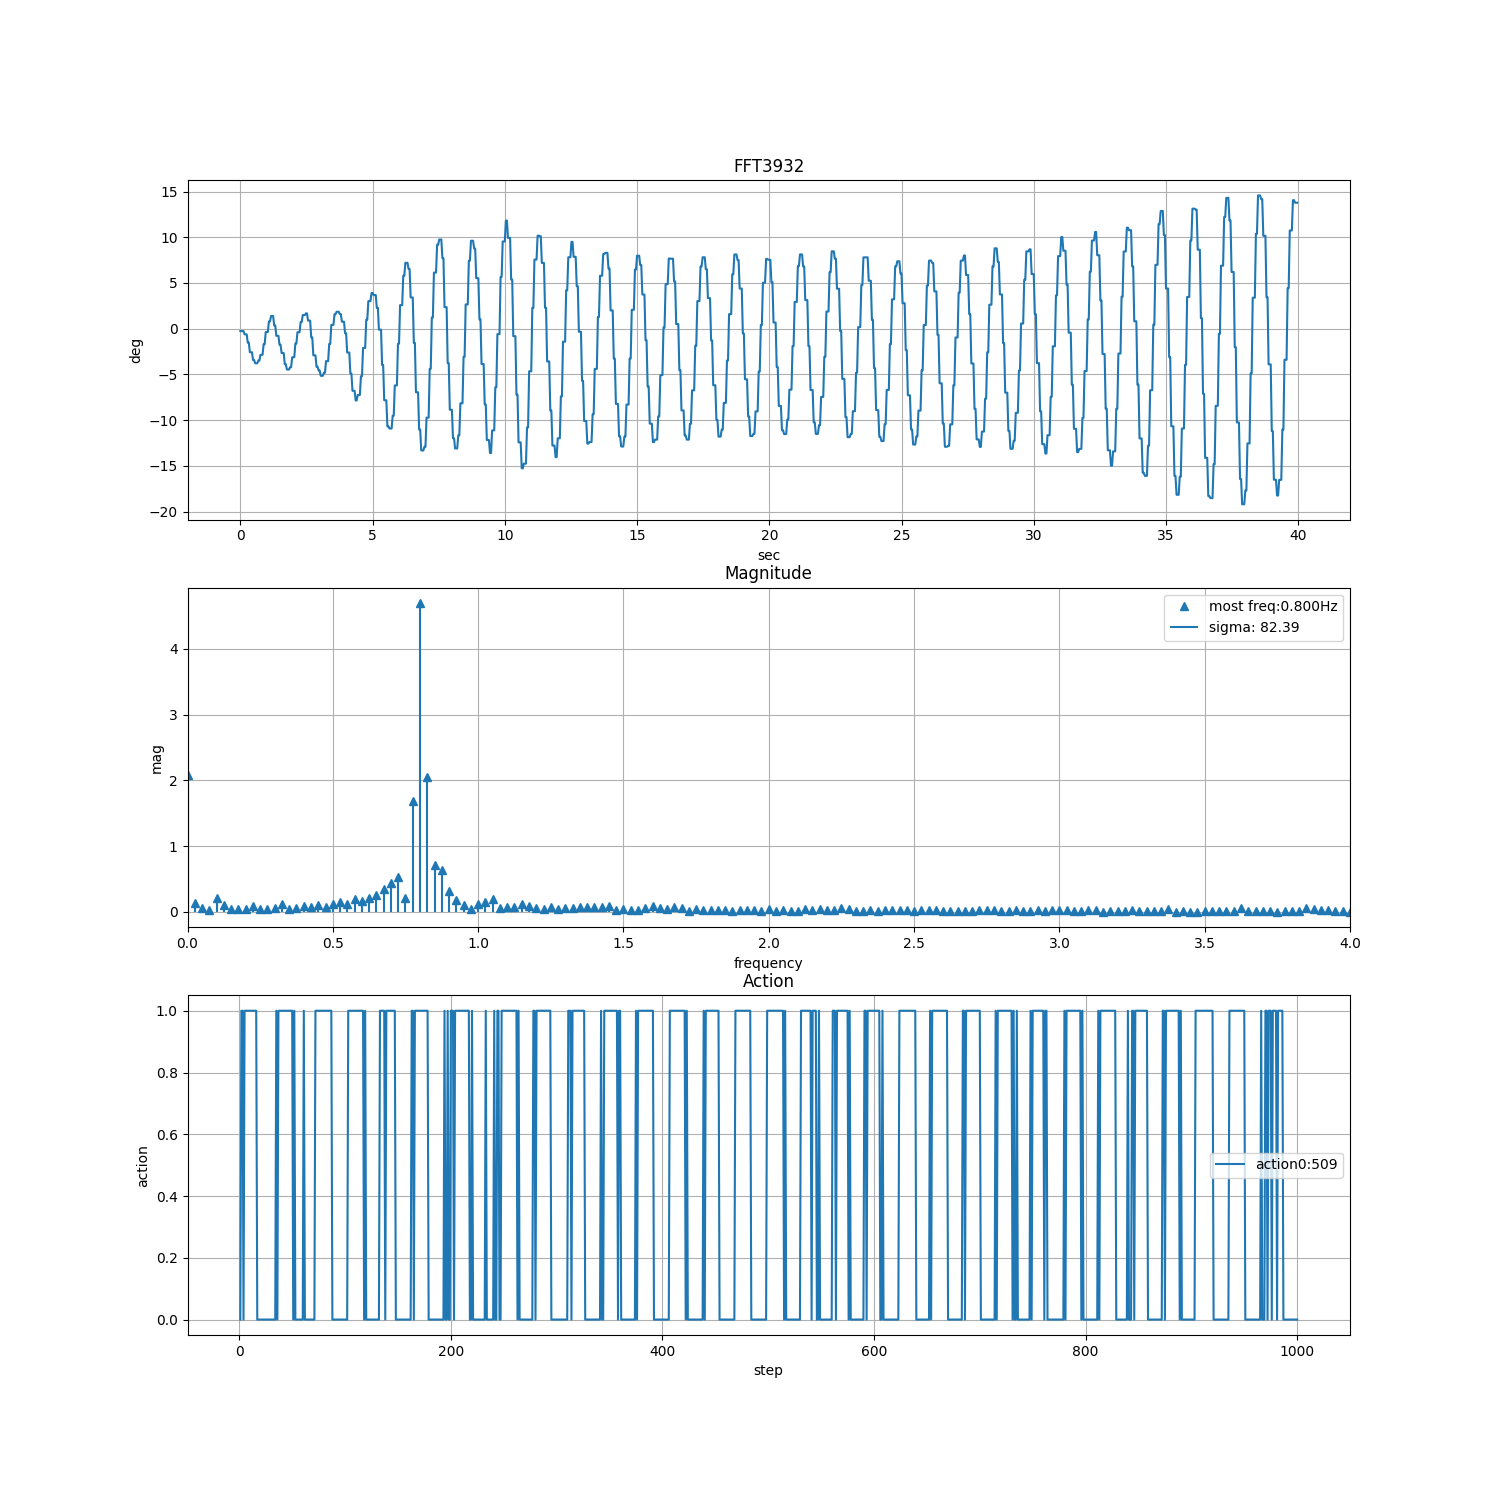 FFT3932
15
10
5
0
−5
−10
−15
−20
deg
0 5 10 15 20 25 30 35 40
sec
Magnitude
most freq:0.800Hz
sigma: 82.39
4
3
2
1
0
mag
0.0 0.5 1.0 1.5 2.0 2.5 3.0 3.5 4.0
frequency
Action
1.0
0.8
0.6
0.4
0.2
0.0
action
action0:509
0 200 400 600 800 1000
step